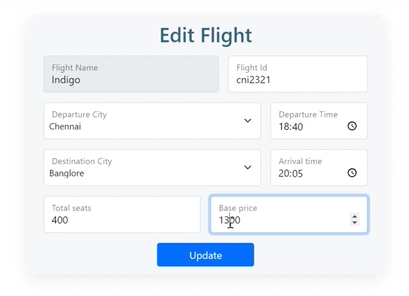 Edit Flight
Flight Name
Indigo
Flight Id
cni2321
Departure City
Chennai
Departure Time
18:40
Destination City
Banglore
Arrival time
20:05
Total seats
400
Base price
1300
Update